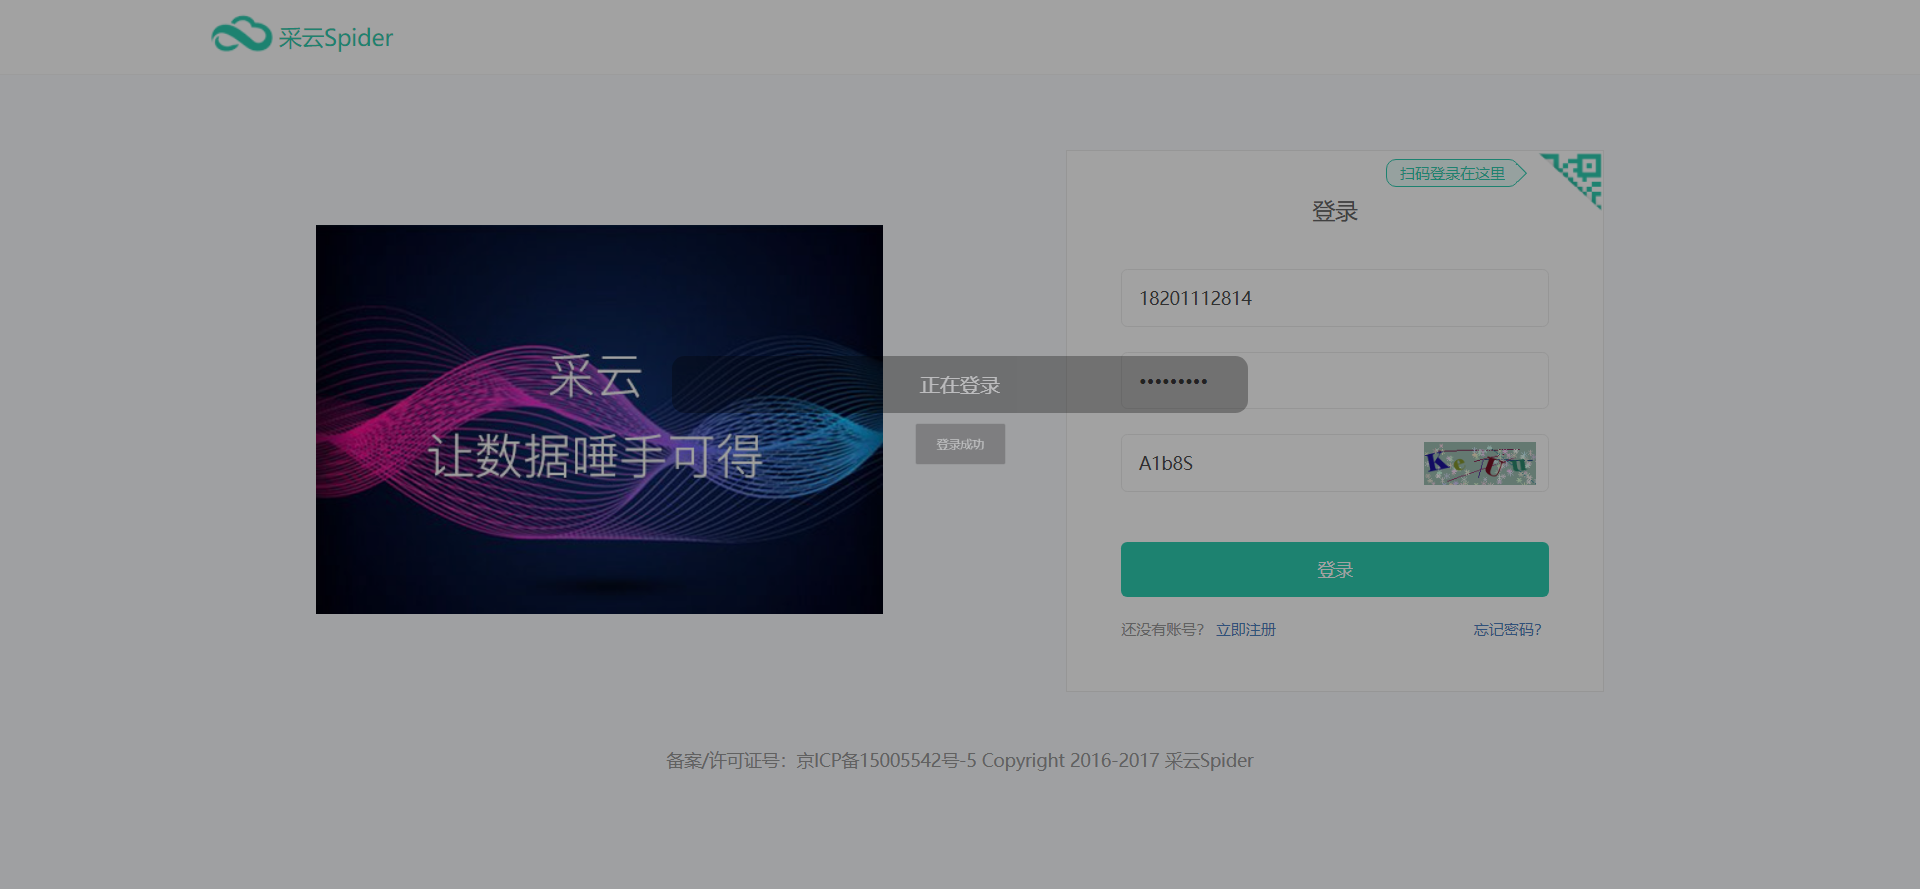 采云Spider
扫码登录在这里
登录
18201112814
采云
让数据唾手可得
正在登录
•••••••••
登录成功
A1b8S
KeUu
登录
还没有账号? 立即注册
忘记密码?
备案/许可证号：京ICP备15005542号-5 Copyright 2016-2017 采云Spider